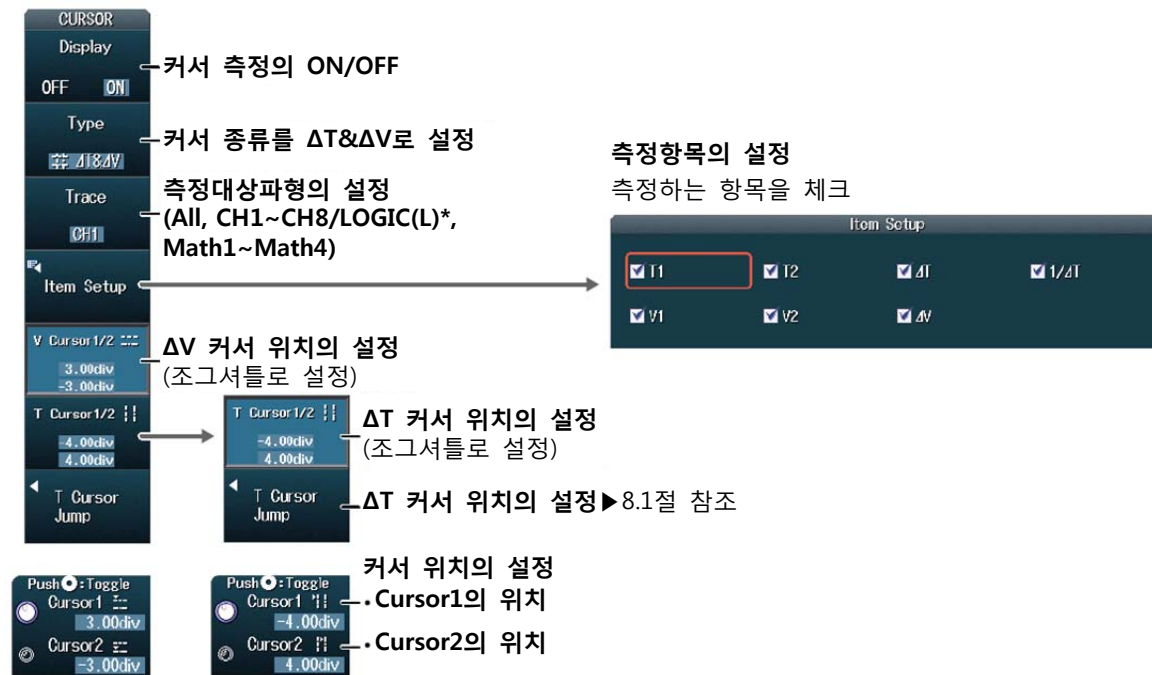 CURSOR
Display
OFF ON
커서 측정의 ON/OFF
Type
ΔT&ΔV
커서 종류를 ΔT&ΔV로 설정
Trace
CH1
측정대상파형의 설정
(All, CH1~CH8/LOGIC(L)*,
Math1~Math4)
Item Setup
측정항목의 설정
측정하는 항목을 체크
Item Setup
T1 T2 ΔT 1/ΔT
V1 V2 ΔV
V Cursor1/2
3.00div
-3.00div
ΔV 커서 위치의 설정
(조그셔틀로 설정)
T Cursor1/2
-4.00div
4.00div
T Cursor
Jump
T Cursor1/2
-4.00div
4.00div
ΔT 커서 위치의 설정
(조그셔틀로 설정)
T Cursor
Jump
ΔT 커서 위치의 설정▶8.1절 참조
Push :Toggle
Cursor1
3.00div
Cursor2
-3.00div
Push :Toggle
Cursor1
-4.00div
Cursor2
4.00div
커서 위치의 설정
• Cursor1의 위치
• Cursor2의 위치